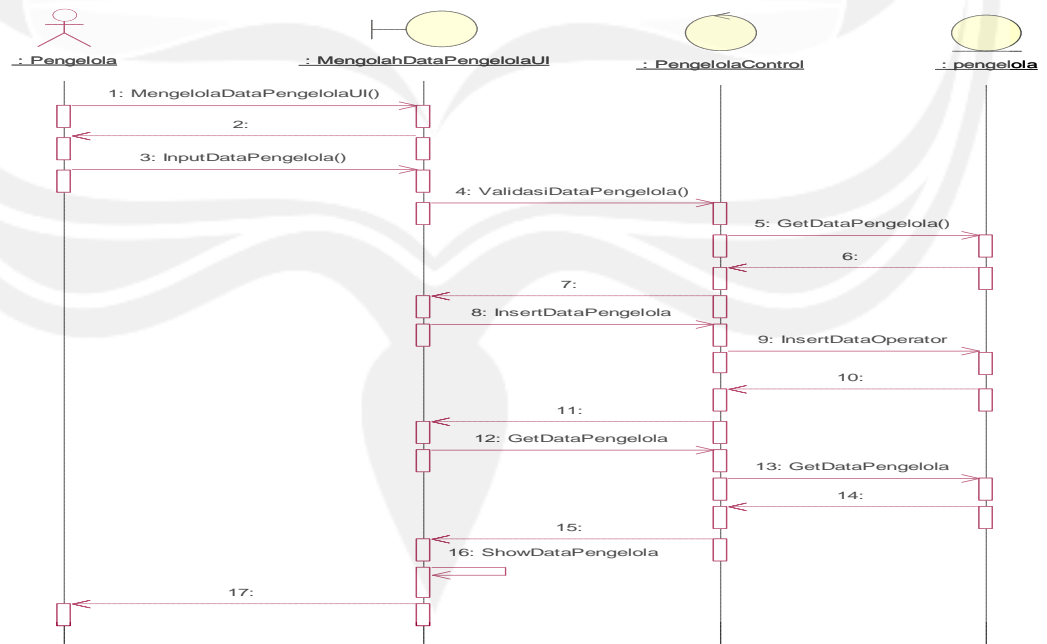 : Pengelola
: MengolahDataPengelolaUI
: PengelolaControl
: pengelola
1: MengelolaDataPengelolaUI()
2:
3: InputDataPengelola()
4: ValidasiDataPengelola()
5: GetDataPengelola()
6:
7:
8: InsertDataPengelola
9: InsertDataOperator
10:
11:
12: GetDataPengelola
13: GetDataPengelola
14:
15:
16: ShowDataPengelola
17: